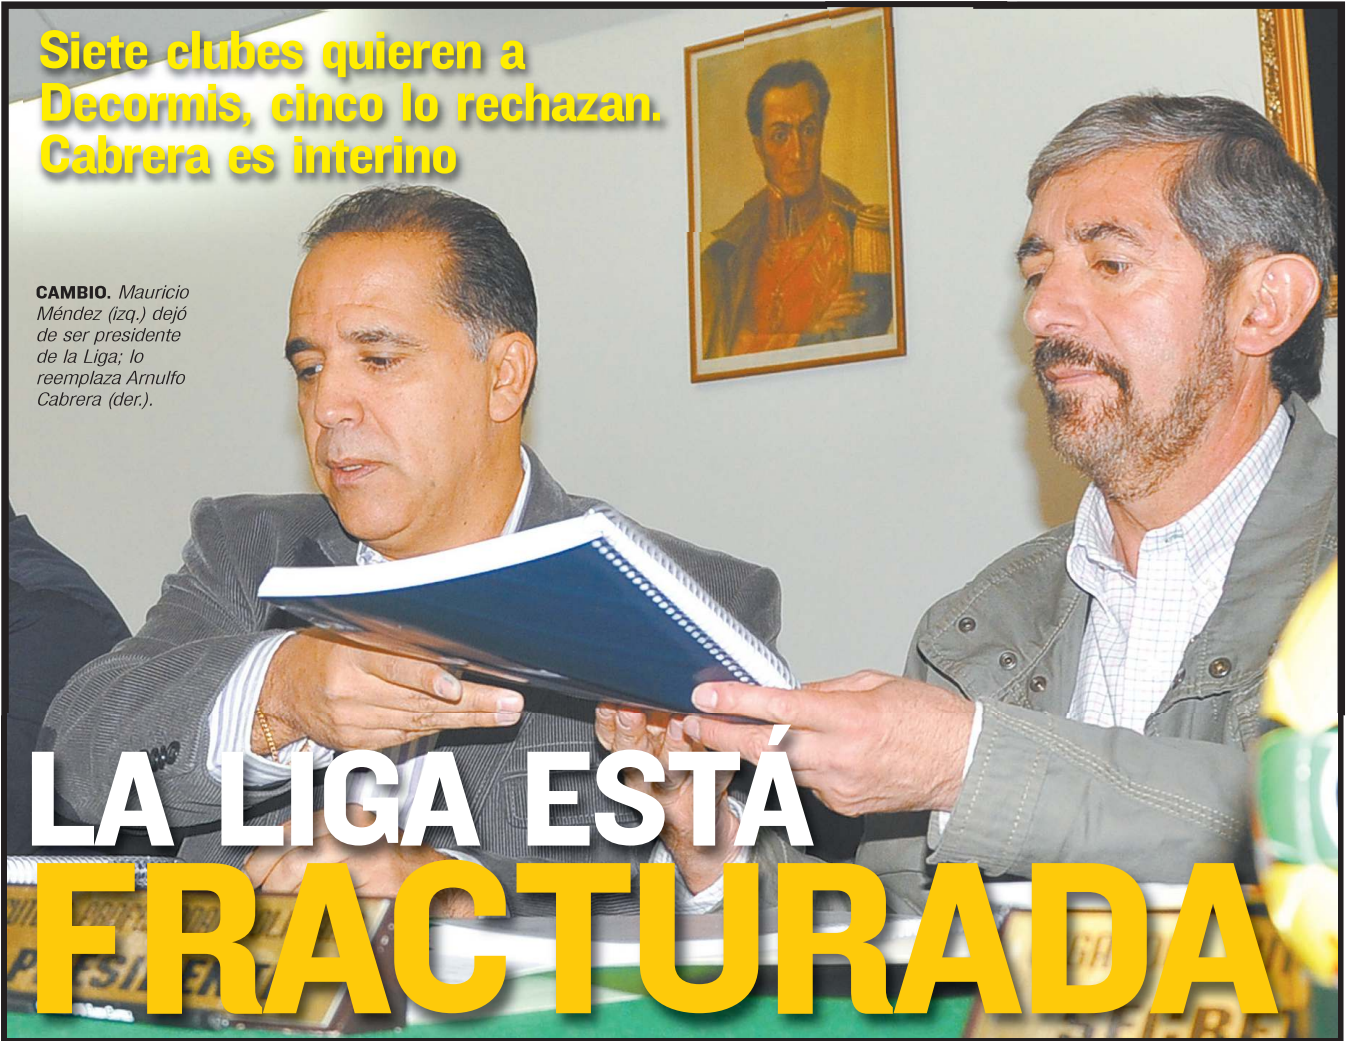 Siete clubes quieren a
Decormis, cinco lo rechazan.
Cabrera es interino
CAMBIO. Mauricio
Méndez (izq.) dejó
de ser presidente
de la Liga; lo
reemplaza Arnulfo
Cabrera (der.).
LA LIGA ESTÁ
FRACTURADA